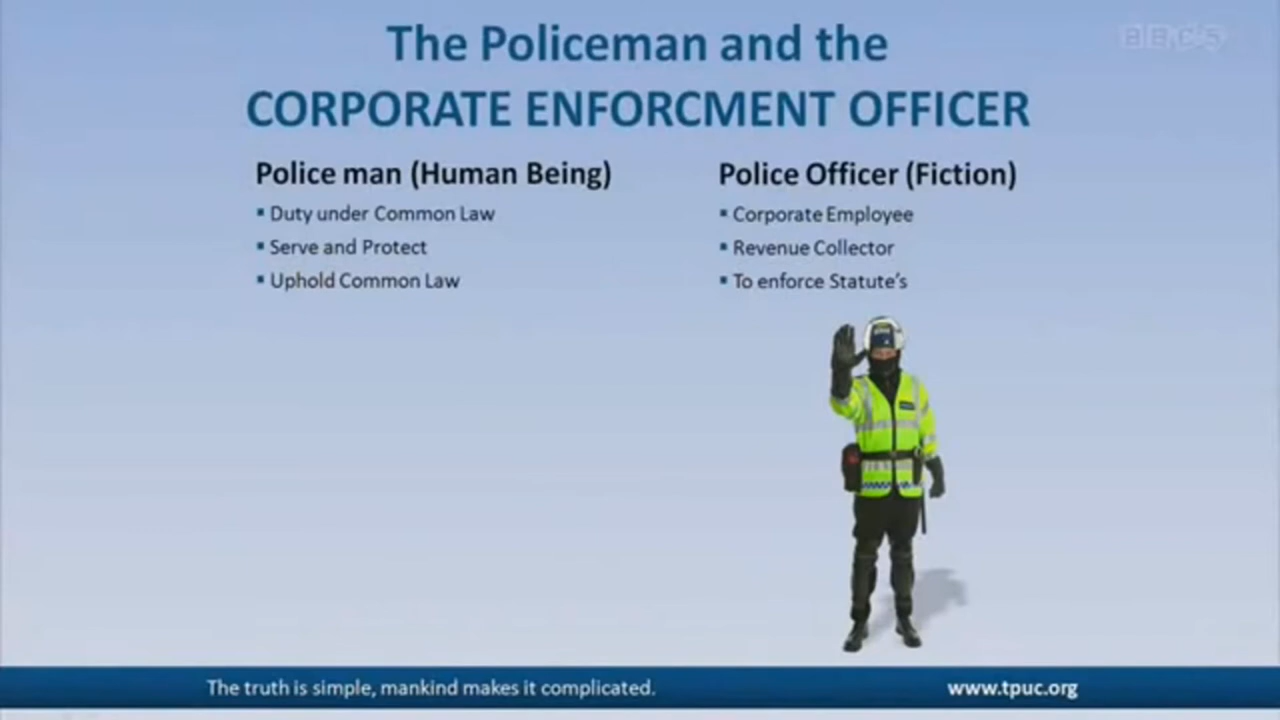 BBC5
The Policeman and the
CORPORATE ENFORCMENT OFFICER
Police man (Human Being)
▪ Duty under Common Law
▪ Serve and Protect
▪ Uphold Common Law
Police Officer (Fiction)
▪ Corporate Employee
▪ Revenue Collector
▪ To enforce Statute's
The truth is simple, mankind makes it complicated.
www.tpuc.org